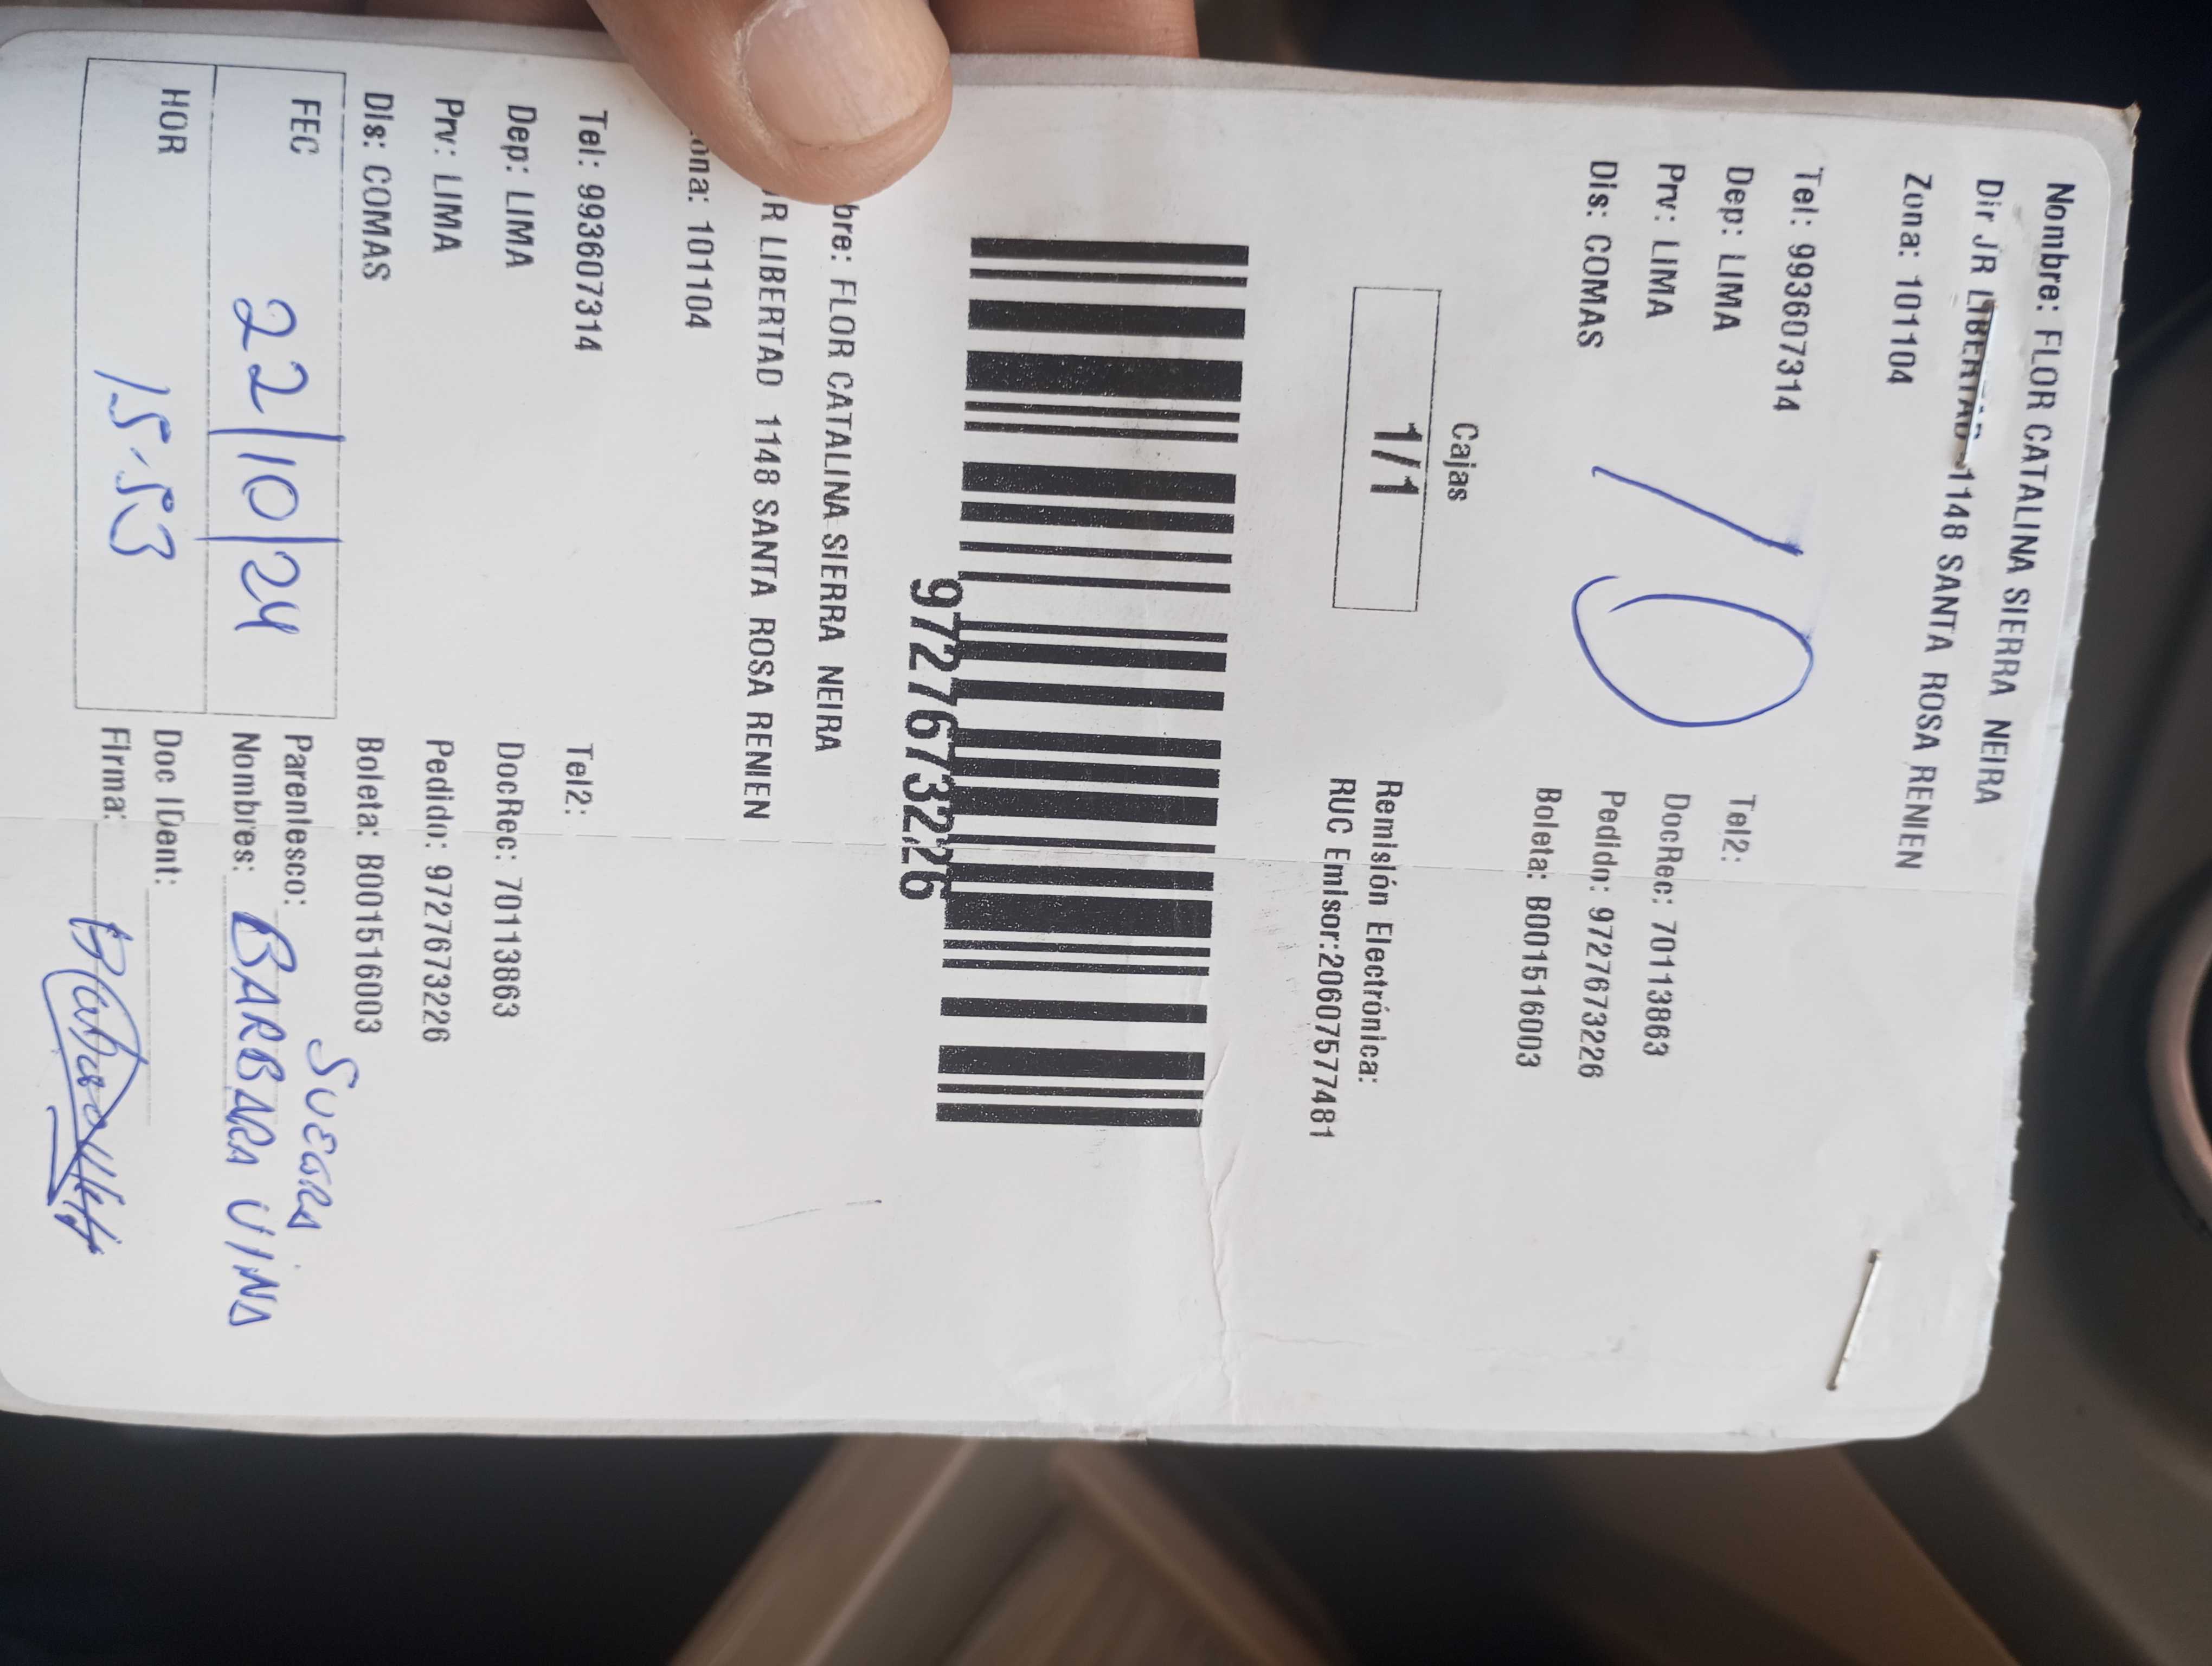 Nombre: FLOR CATALINA SIERRA NEIRA
Dir JR LIBERTAD 1148 SANTA ROSA RENIEN
Zona: 101104
Tel: 993607314 Tel2:
Dep: LIMA DocRec: 70113863
Prv: LIMA Pedido: 9727673226
Dis: COMAS Boleta: B001516003
10
Cajas
1/1
Remisión Electrónica:
RUC Emisor:20607577481
9727673226
bre: FLOR CATALINA SIERRA NEIRA
R LIBERTAD 1148 SANTA ROSA RENIEN
ona: 101104
Tel: 993607314 Tel2:
Dep: LIMA DocRec: 70113863
Prv: LIMA Pedido: 9727673226
Dis: COMAS Boleta: B001516003
FEC 22/10/24 Parentesco: SUEGRA
Nombres: BARBARA VINA
HOR 15.53 Doc IDent:
Firma: